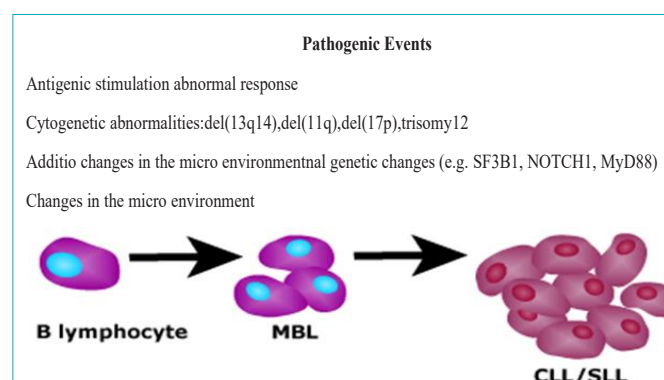 Pathogenic Events
Antigenic stimulation abnormal response
Cytogenetic abnormalities:del(13q14),del(11q),del(17p),trisomy12
Additio changes in the micro environmentnal genetic changes (e.g. SF3B1, NOTCH1, MyD88)
Changes in the micro environment
B lymphocyte
MBL
CLL/SLL